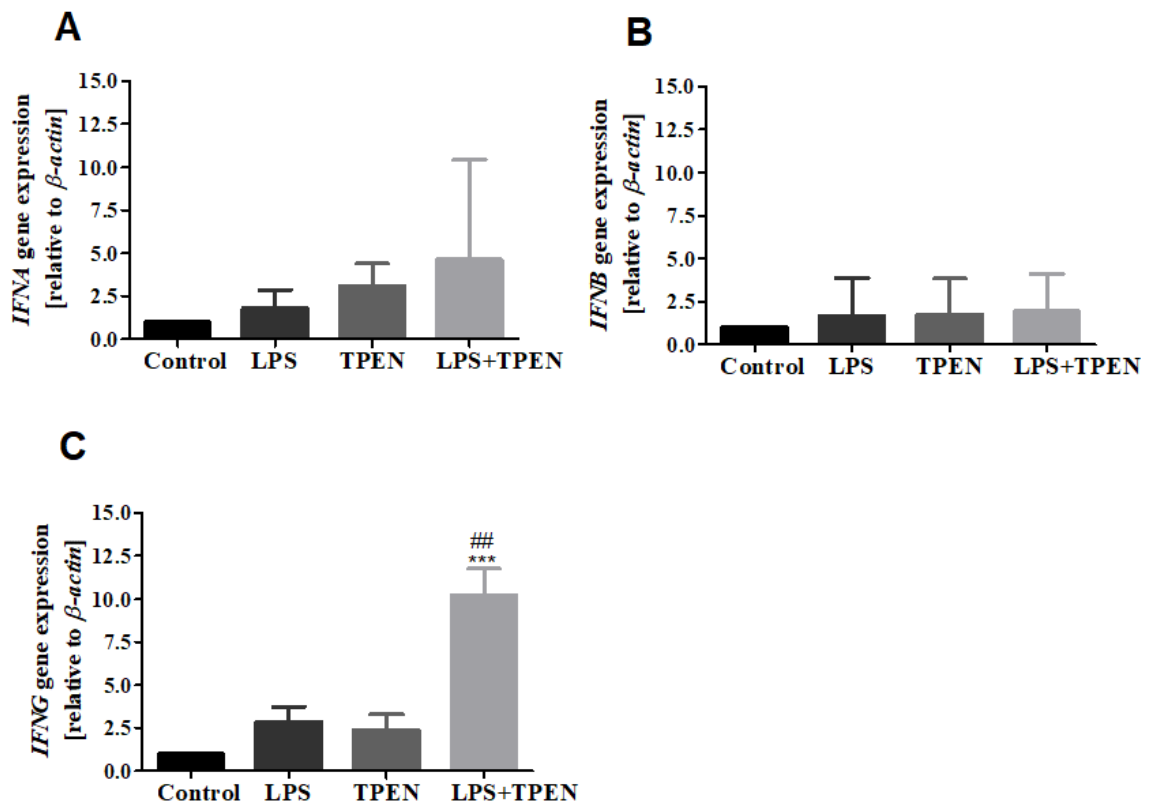 A
IFNA gene expression
[relative to β-actin]
15.0
12.5
10.0
7.5
5.0
2.5
0.0
Control LPS TPEN LPS+TPEN
B
IFNB gene expression
[relative to β-actin]
15.0
12.5
10.0
7.5
5.0
2.5
0.0
Control LPS TPEN LPS+TPEN
C
IFNG gene expression
[relative to β-actin]
15.0
12.5
10.0
7.5
5.0
2.5
0.0
##
***
Control LPS TPEN LPS+TPEN